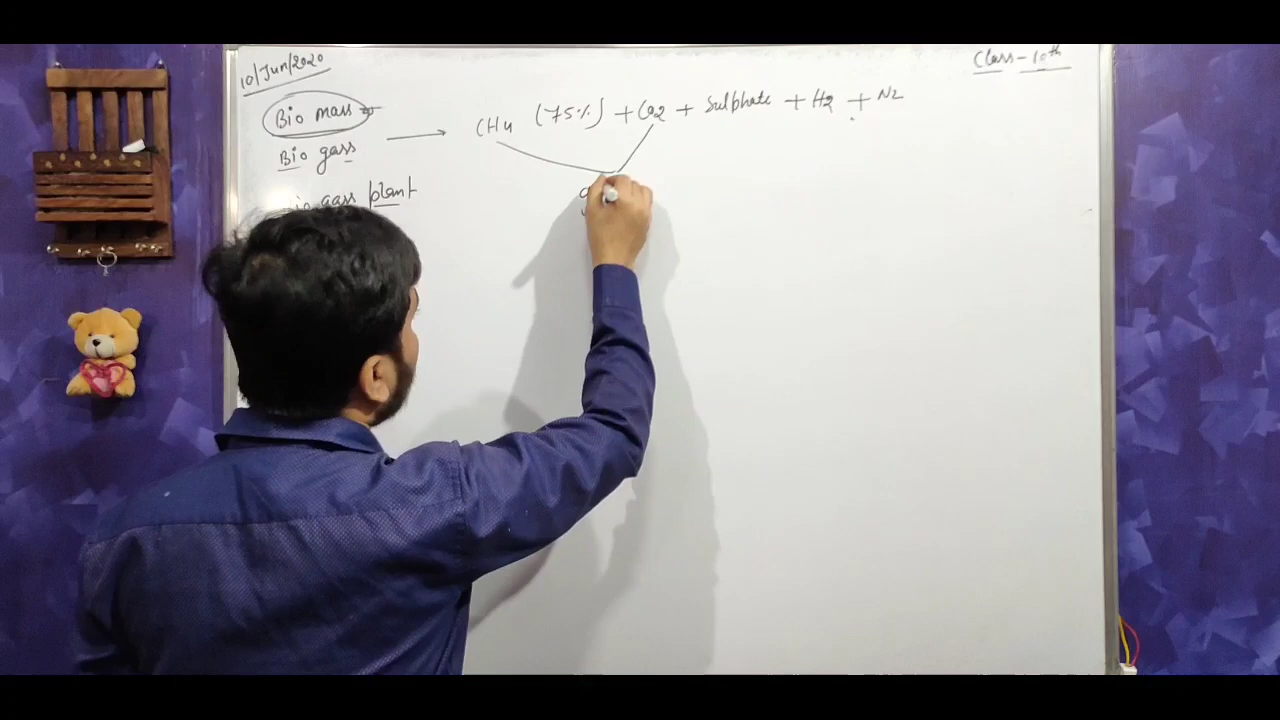 10/Jun/2020
Class - 10th
Bio mass
Bio gass → CH4 (75%) + CO2 + Sulphate + H2 + N2
gass plant